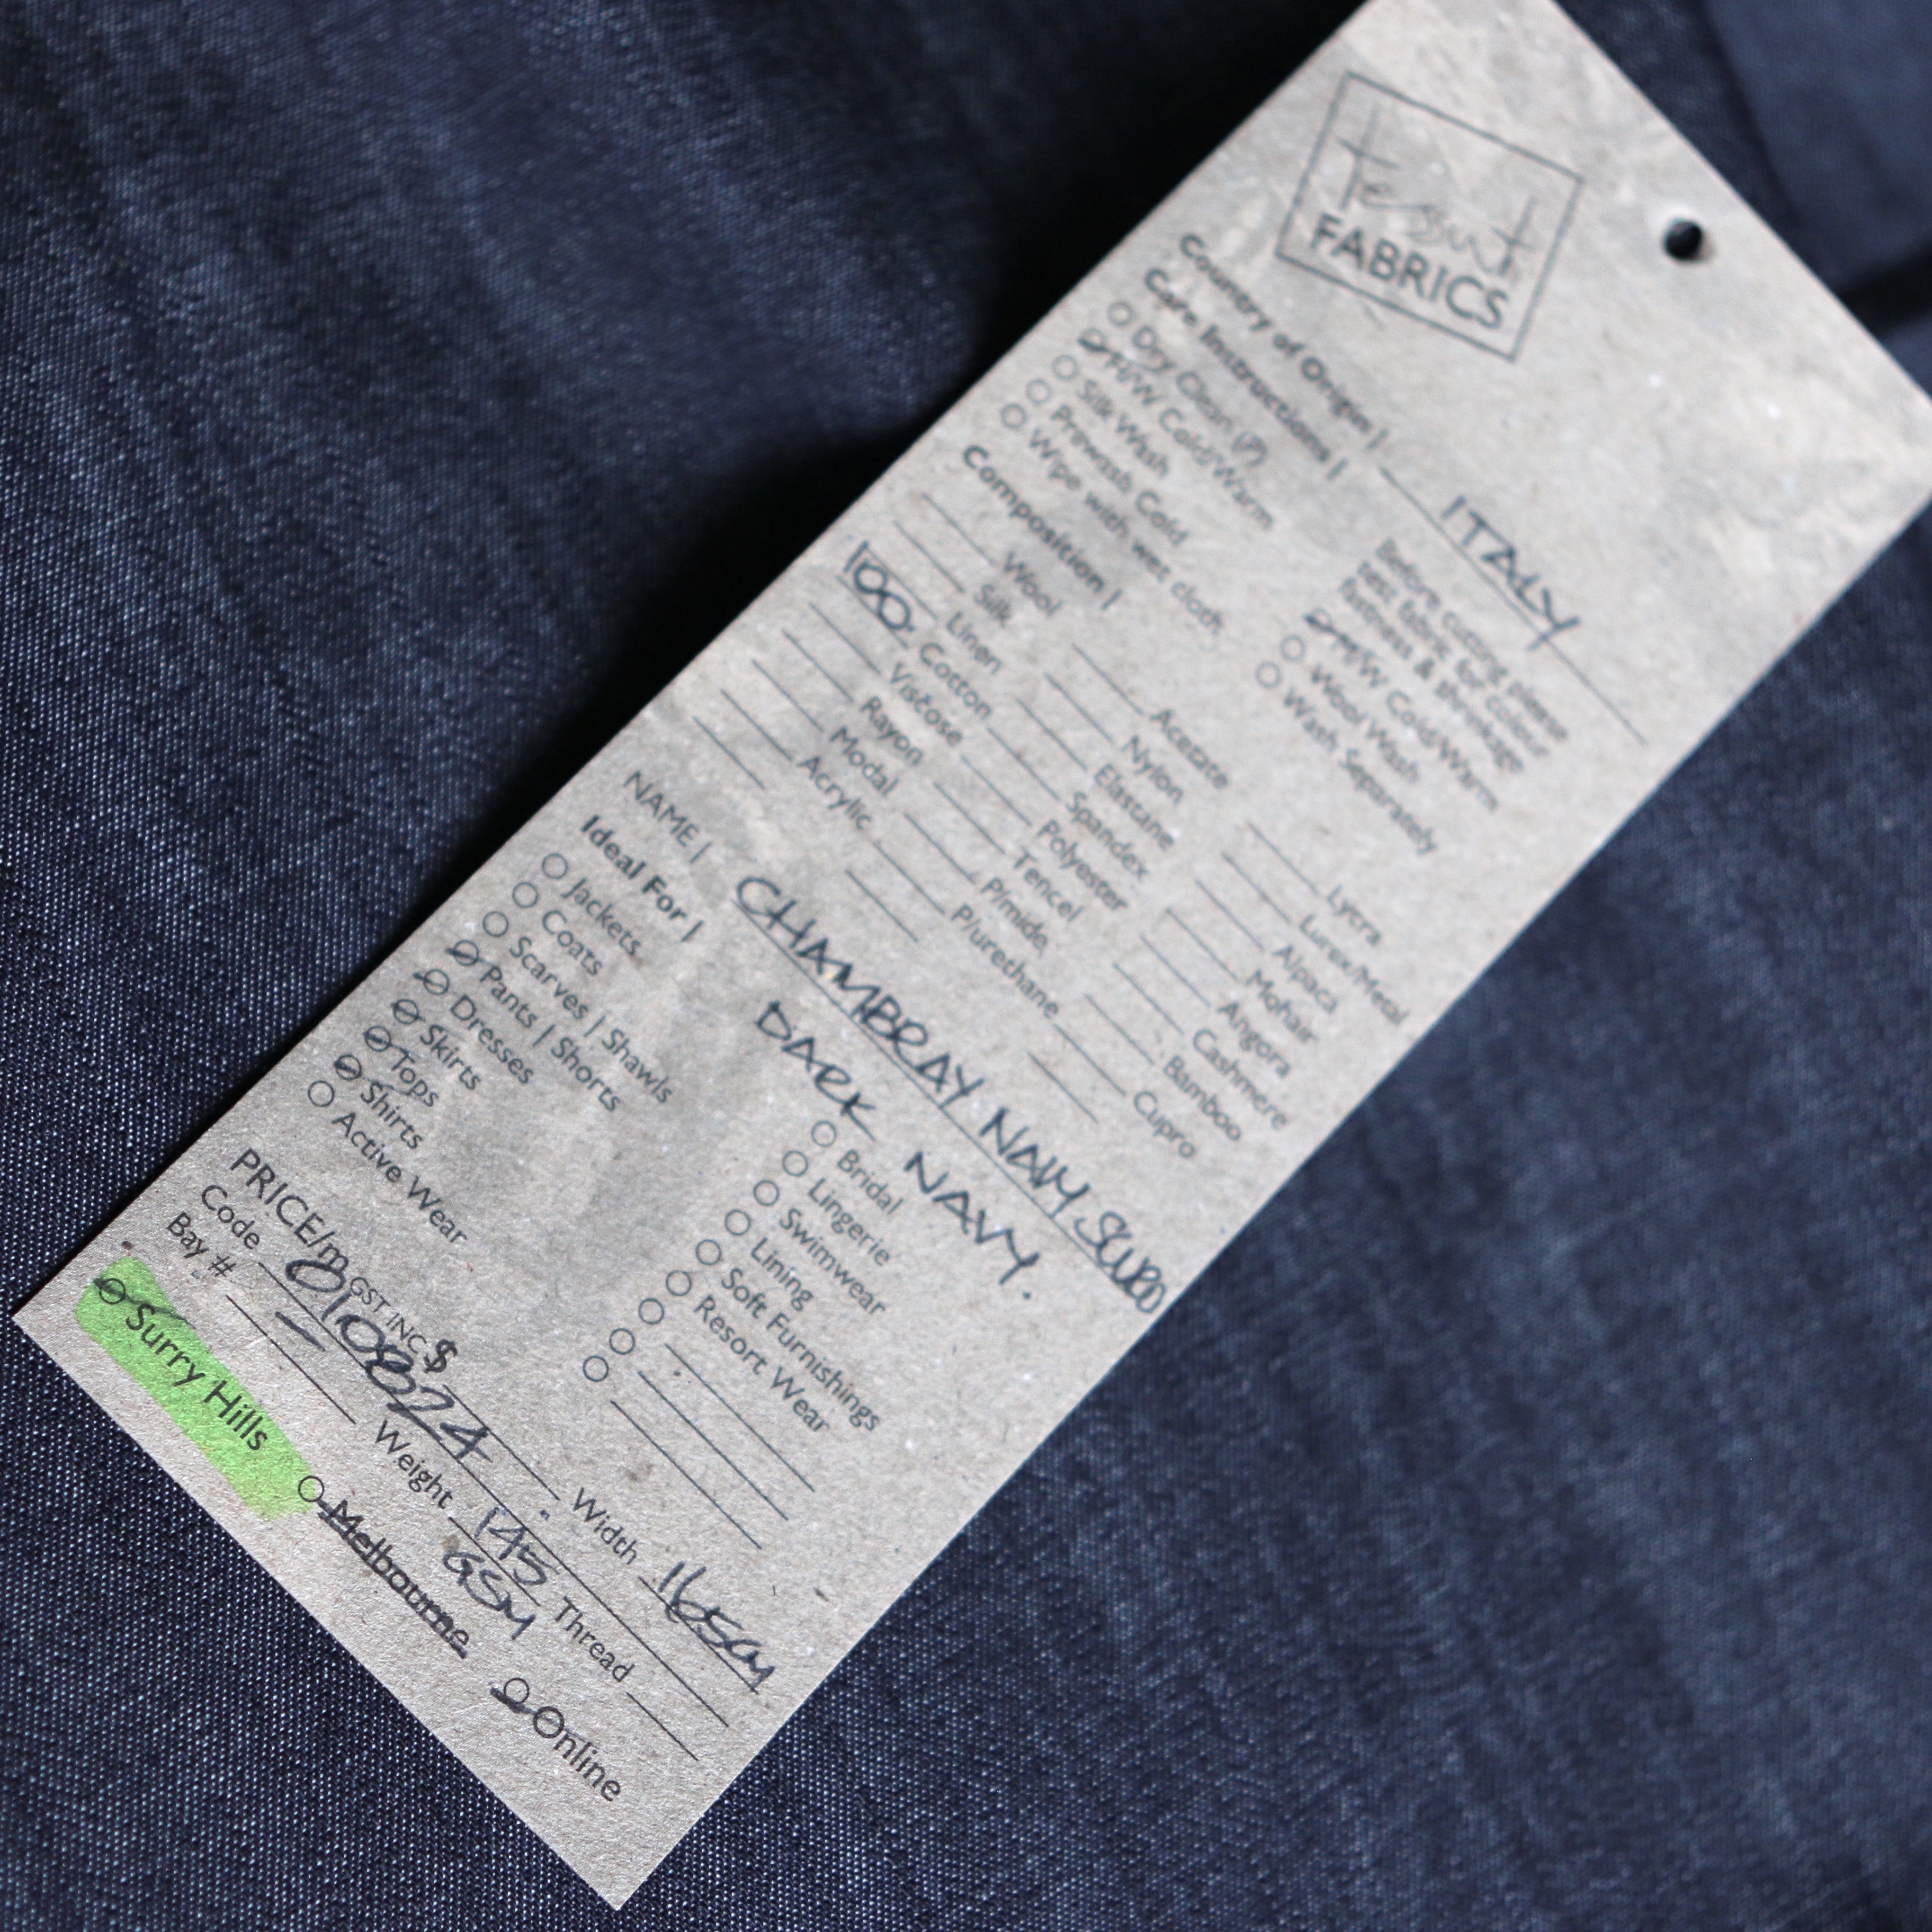 Tessuti
FABRICS
Country of Origin | ITALY
Care Instructions |
Dry Clean (P)
H/W Cold/Warm
Silk Wash
Prewash Cold
Wipe with wet cloth
Before cutting please
test fabric for colour
fastness & shrinkage
M/W Cold/Warm
Wool Wash
Wash Separately
Composition |
Wool
Silk
Linen
100 Cotton
Viscose
Rayon
Modal
Acrylic
Acetate
Nylon
Elastane
Spandex
Polyester
Tencel
P/mide
P/urethane
Lycra
Lurex/Metal
Alpaca
Mohair
Angora
Cashmere
Bamboo
Cupro
NAME | CHAMBRAY NAVY
DARK NAVY.
Ideal For |
Jackets
Coats
Scarves | Shawls
Pants | Shorts
Dresses
Skirts
Tops
Shirts
Active Wear
Bridal
Lingerie
Swimwear
Lining
Soft Furnishings
Resort Wear
PRICE/m GST INC $
Code 010824 Width 165cm
Bay # – Weight 145 GSM Thread
Surry Hills Melbourne Online